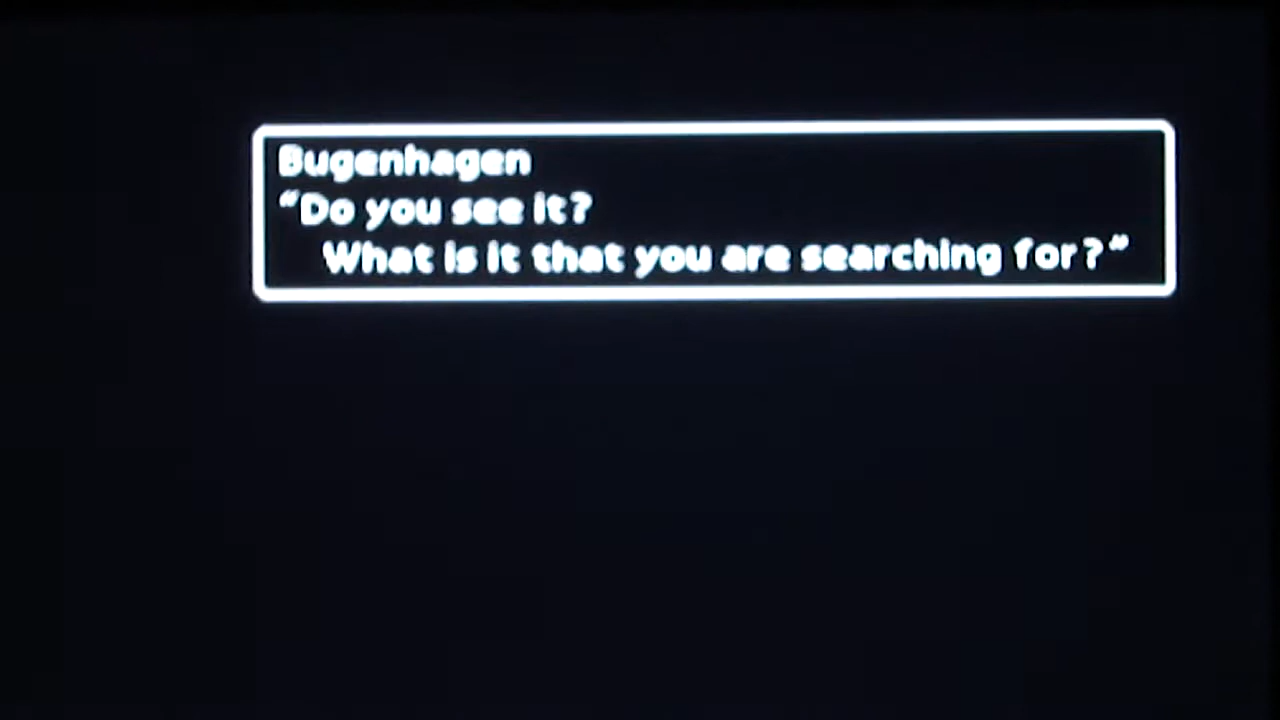 Bugenhagen
“Do you see it?
What is it that you are searching for?”